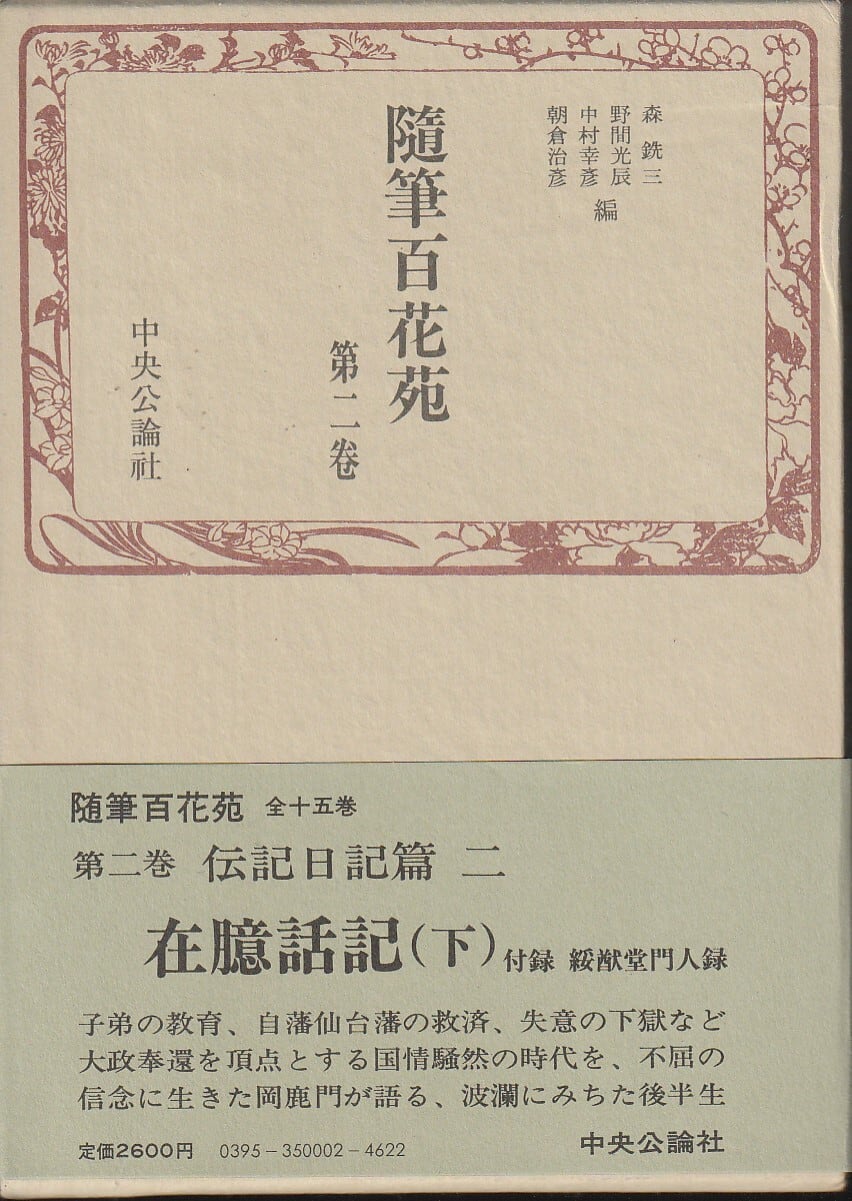 森銑三
野間光辰
中村幸彥
朝倉治彥
編
隨筆百花苑
第二卷
中央公論社
随筆百花苑 全十五巻
第二巻 伝記日記篇 二
在臆話記(下) 付録 綏猷堂門人録
子弟の教育、自藩仙台藩の救済、失意の下獄など
大政奉還を頂点とする国情騒然の時代を、不屈の
信念に生きた岡鹿門が語る、波瀾にみちた後半生
定価2600円 0395-350002-4622
中央公論社